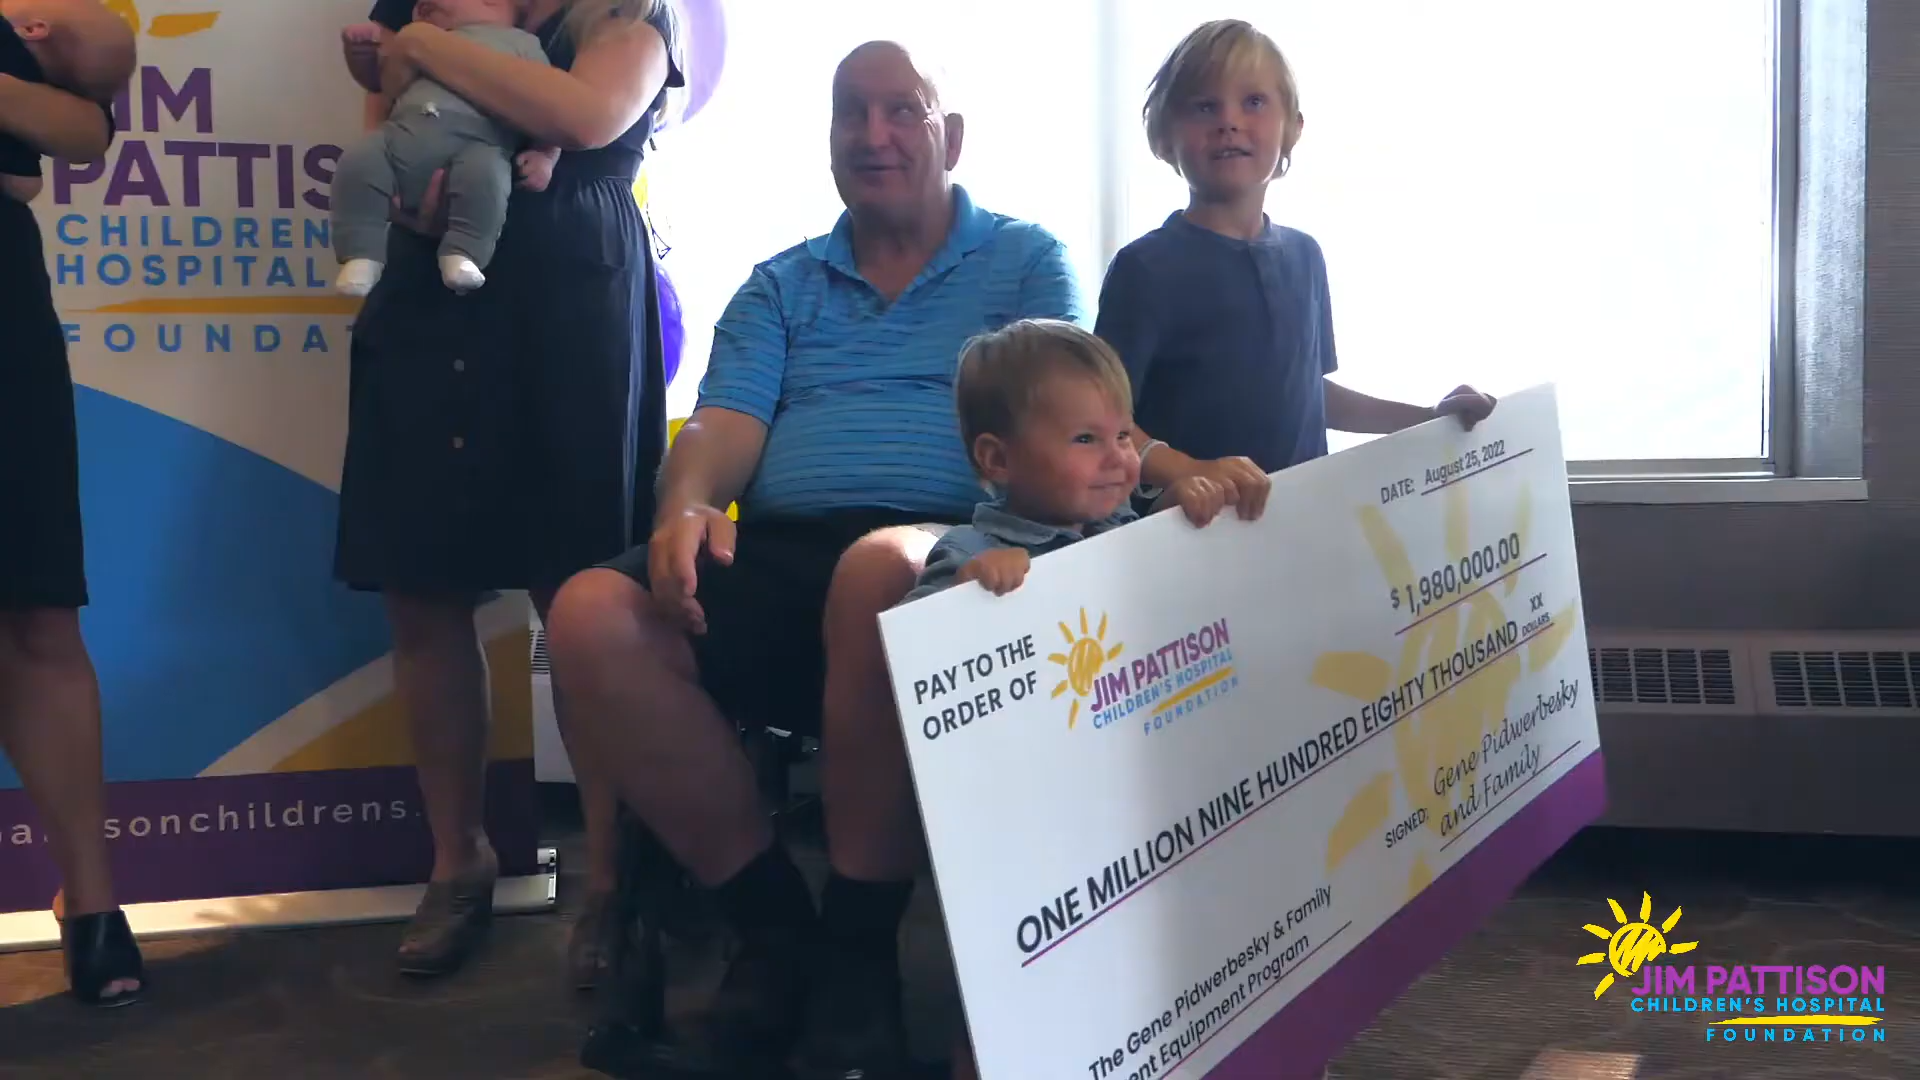 IM
PATTIS
CHILDREN
HOSPITAL
FOUNDAT
sonchildrens.
DATE: August 25, 2022
$ 1,980,000.00
PAY TO THE
ORDER OF
JIM PATTISON
CHILDREN'S HOSPITAL
FOUNDATION
ONE MILLION NINE HUNDRED EIGHTY THOUSAND XX DOLLARS
SIGNED: Gene Pidwerbesky
and Family
The Gene Pidwerbesky & Family
ent Equipment Program
JIM PATTISON
CHILDREN'S HOSPITAL
FOUNDATION